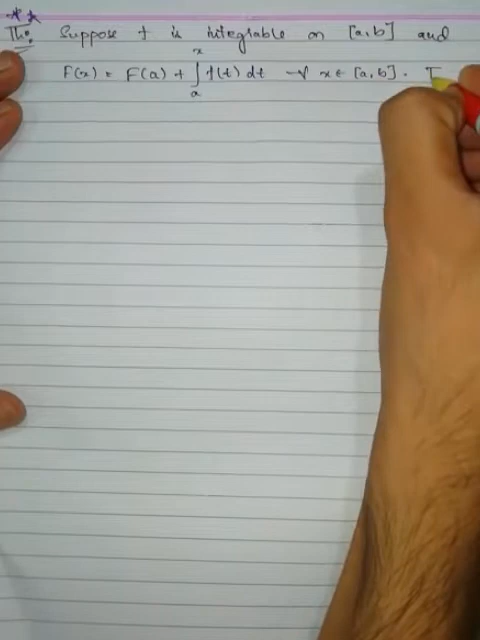 Th: Suppose f is integrable on [a,b] and
F(x) = F(a) + ∫ₐˣ f(t) dt ∀ x ∈ [a,b]. T